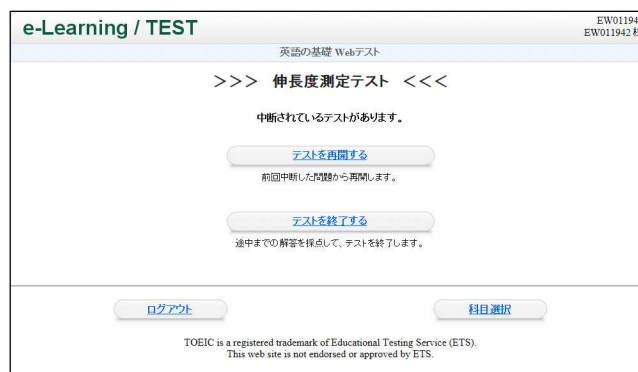 e-Learning / TEST
EW01194
EW011942
英語の基礎 Webテスト
>>> 伸長度測定テスト <<<
中断されているテストがあります。
テストを再開する
前回中断した問題から再開します。
テストを終了する
途中までの解答を採点して、テストを終了します。
ログアウト
科目選択
TOEIC is a registered trademark of Educational Testing Service (ETS).
This web site is not endorsed or approved by ETS.